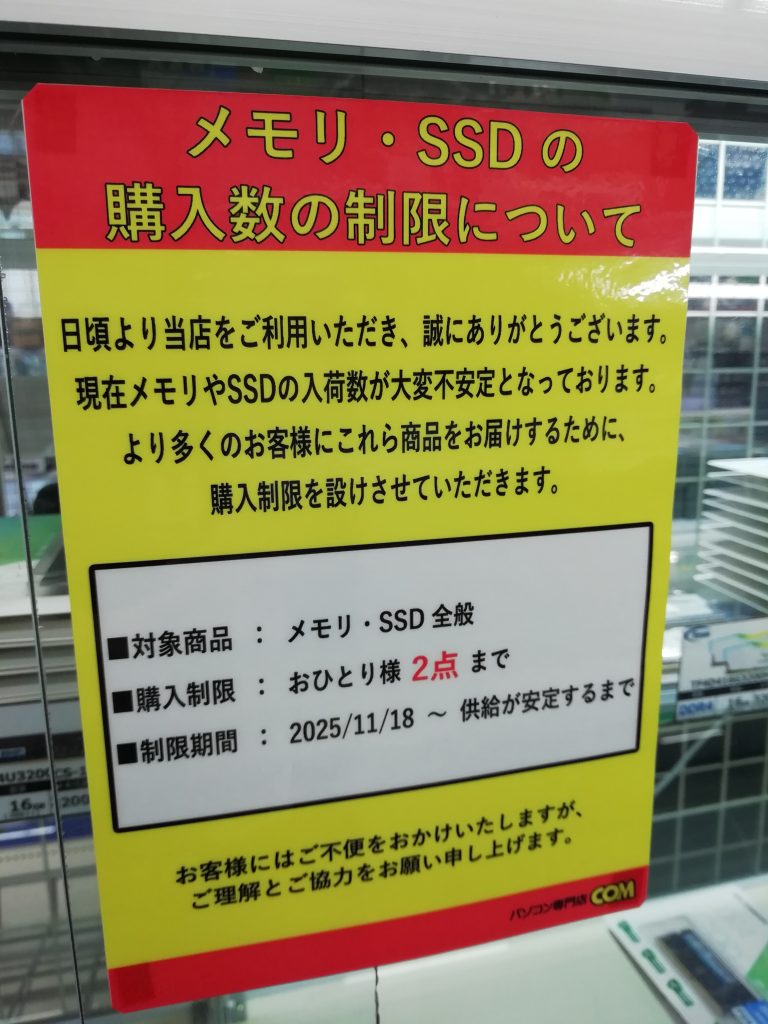 メモリ・SSD の
購入数の制限について
日頃より当店をご利用いただき、誠にありがとうございます。
現在メモリやSSDの入荷数が大変不安定となっております。
より多くのお客様にこれら商品をお届けするために、
購入制限を設けさせていただきます。
■対象商品 : メモリ・SSD 全般
■購入制限 : おひとり様 2点 まで
■制限期間 : 2025/11/18 ～ 供給が安定するまで
お客様にはご不便をおかけいたしますが、
ご理解とご協力をお願い申し上げます。
パソコン専門店 COM
4U3200CS-1
16GB
DDR4